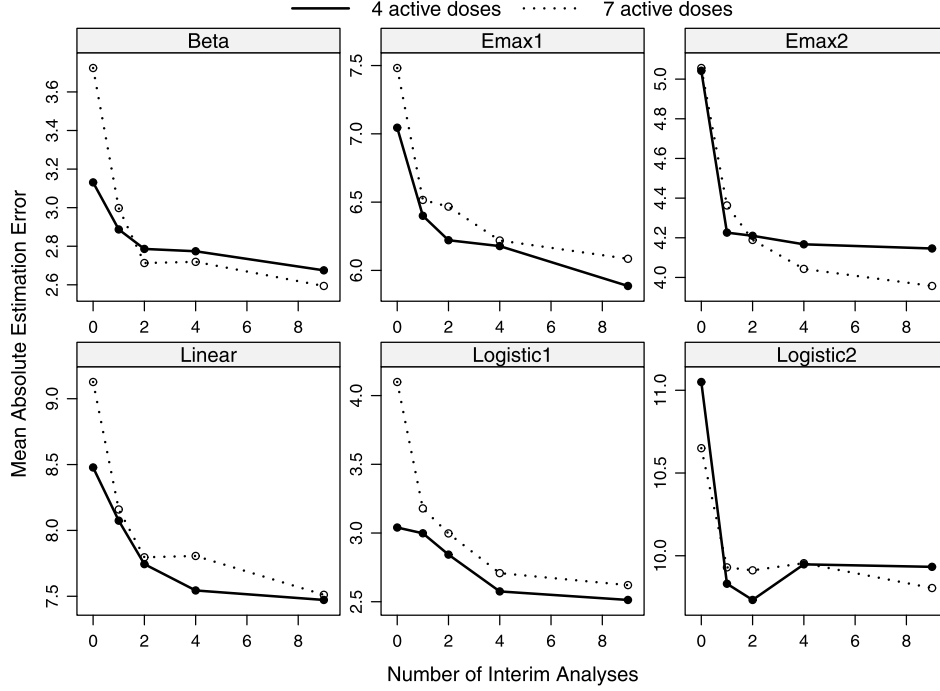 4 active doses 7 active doses
Beta Emax1 Emax2
3.6 7.5 5.0
3.4 4.8
3.2 7.0 4.6
3.0 4.4
2.8 6.5 4.2
2.6 6.0 4.0
0 2 4 6 8 0 2 4 6 8 0 2 4 6 8
Linear Logistic1 Logistic2
9.0 4.0 11.0
8.5 3.5 10.5
8.0 3.0 10.0
7.5 2.5
0 2 4 6 8 0 2 4 6 8 0 2 4 6 8
Mean Absolute Estimation Error
Number of Interim Analyses